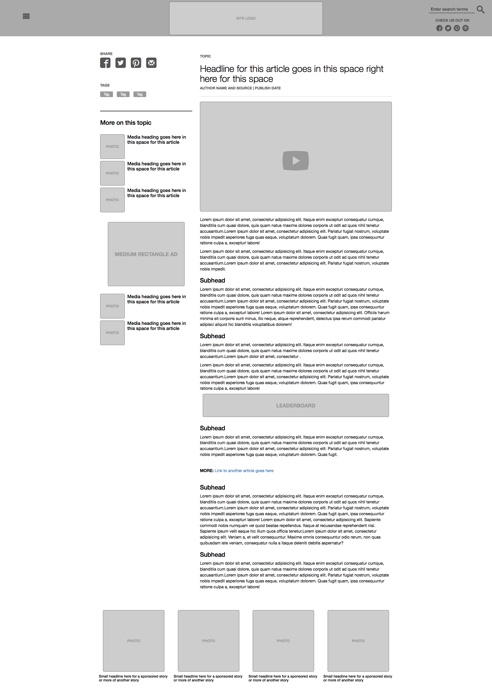 SITE LOGO
Enter search terms
CHECK US OUT ON
SHARE
TAGS
Tag Tag Tag
More on this topic
PHOTO
Media heading goes here in
this space for this article
PHOTO
Media heading goes here in
this space for this article
PHOTO
Media heading goes here in
this space for this article
MEDIUM RECTANGLE AD
PHOTO
Media heading goes here in
this space for this article
PHOTO
Media heading goes here in
this space for this article
TOPIC
Headline for this article goes in this space right
here for this space
AUTHOR NAME AND SOURCE | PUBLISH DATE
Lorem ipsum dolor sit amet, consectetur adipisicing elit. Itaque enim excepturi consequatur cumque,
blanditiis cum quasi dolore, quis quam natus maxime dolores corporis ut odit ad quos nihil tenetur
accusantium.Lorem ipsum dolor sit amet, consectetur adipisicing elit. Pariatur fugiat nostrum, voluptate
nobis impedit asperiores fuga quas eaque, voluptatum dolorem. Quas fugit quam, ipsa consequuntur
ratione culpa a, excepturi labore!
Lorem ipsum dolor sit amet, consectetur adipisicing elit. Itaque enim excepturi consequatur cumque,
blanditiis cum quasi dolore, quis quam natus maxime dolores corporis ut odit ad quos nihil tenetur
accusantium.Lorem ipsum dolor sit amet, consectetur adipisicing elit. Pariatur fugiat nostrum, voluptate
nobis impedit.
Subhead
Lorem ipsum dolor sit amet, consectetur adipisicing elit. Itaque enim excepturi consequatur cumque,
blanditiis cum quasi dolore, quis quam natus maxime dolores corporis ut odit ad quos nihil tenetur
accusantium.Lorem ipsum dolor sit amet, consectetur adipisicing elit. Pariatur fugiat nostrum, voluptate
nobis impedit asperiores fuga quas eaque, voluptatum dolorem. Quas fugit quam, ipsa consequuntur
ratione culpa a, excepturi labore! Lorem ipsum dolor sit amet, consectetur adipisicing elit. Officiis harum
minima sit corporis sunt minus, illo neque, atque reprehenderit, delectus ipsa rerum commodi pariatur
adipisci aliquid hic blanditiis voluptatibus dolorem!
Subhead
Lorem ipsum dolor sit amet, consectetur adipisicing elit. Itaque enim excepturi consequatur cumque,
blanditiis cum quasi dolore, quis quam natus maxime dolores corporis ut odit ad quos nihil tenetur
accusantium.Lorem ipsum dolor sit amet, consectetur .
Lorem ipsum dolor sit amet, consectetur adipisicing elit. Itaque enim excepturi consequatur cumque,
blanditiis cum quasi dolore, quis quam natus maxime dolores corporis ut odit ad quos nihil tenetur
accusantium.Lorem ipsum dolor sit amet, consectetur adipisicing elit. Pariatur fugiat nostrum, voluptate
nobis impedit asperiores fuga quas eaque, voluptatum dolorem. Quas fugit quam, ipsa consequuntur
ratione culpa a, excepturi labore!
LEADERBOARD
Subhead
Lorem ipsum dolor sit amet, consectetur adipisicing elit. Itaque enim excepturi consequatur cumque,
blanditiis cum quasi dolore, quis quam natus maxime dolores corporis ut odit ad quos nihil tenetur
accusantium.Lorem ipsum dolor sit amet, consectetur adipisicing elit. Pariatur fugiat nostrum, voluptate
nobis impedit asperiores fuga quas eaque, voluptatum dolorem. Quas fugit.
MORE: Link to another article goes here
Subhead
Lorem ipsum dolor sit amet, consectetur adipisicing elit. Itaque enim excepturi consequatur cumque,
blanditiis cum quasi dolore, quis quam natus maxime dolores corporis ut odit ad quos nihil tenetur
accusantium.Lorem ipsum dolor sit amet, consectetur adipisicing elit. Pariatur fugiat nostrum, voluptate
nobis impedit asperiores fuga quas eaque, voluptatum dolorem. Quas fugit quam, ipsa consequuntur
ratione culpa a, excepturi labore!Lorem ipsum dolor sit amet, consectetur adipisicing elit. Sapiente
commodi nobis numquam vel quod beatae repellendus. Itaque at recusandae reprehenderit nisi.
Sapiente ipsum velit eaque hic illum quia officia tenetur.Lorem ipsum dolor sit amet, consectetur
adipisicing elit. Veniam a, et velit consequuntur. Maxime omnis consequuntur odio rerum, non quas
quibusdam iste veniam, consequatur nulla a itaque deleniti debitis aspernatur?
Subhead
Lorem ipsum dolor sit amet, consectetur adipisicing elit. Itaque enim excepturi consequatur cumque,
blanditiis cum quasi dolore, quis quam natus maxime dolores corporis ut odit ad quos nihil tenetur
accusantium.Lorem ipsum dolor sit amet, consectetur adipisicing elit. Pariatur fugiat nostrum, voluptate
nobis impedit asperiores fuga quas eaque, voluptatum dolorem. Quas fugit quam, ipsa consequuntur
ratione culpa a, excepturi labore!
PHOTO
Small headline here for a sponsored story
or more of another story
PHOTO
Small headline here for a sponsored story
or more of another story
PHOTO
Small headline here for a sponsored story
or more of another story
PHOTO
Small headline here for a sponsored story
or more of another story